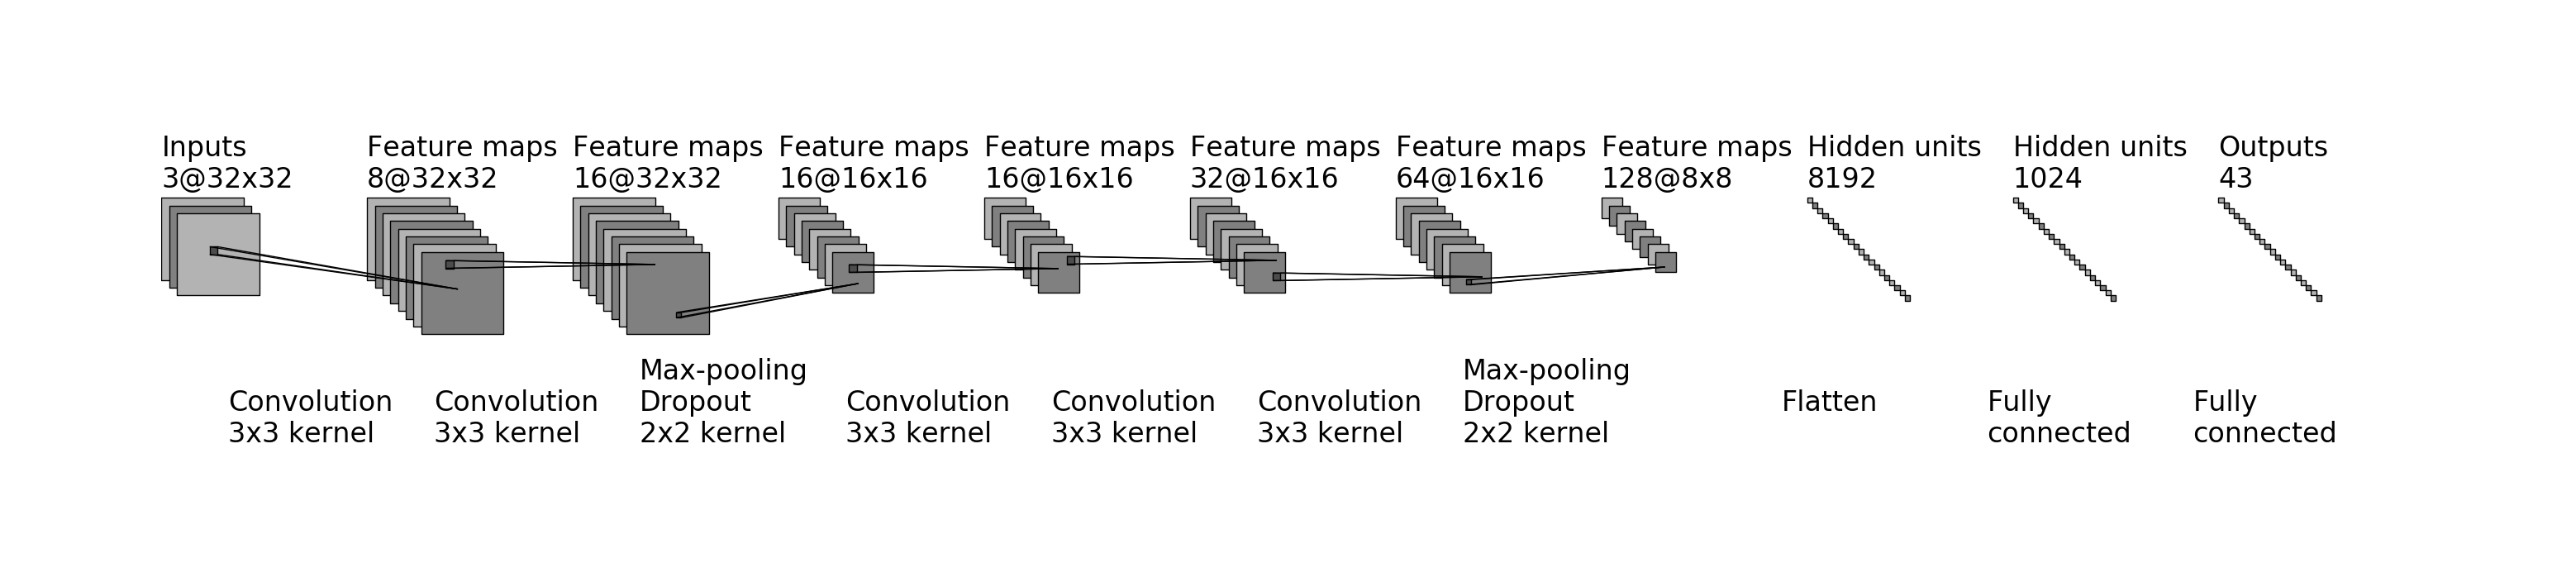 Inputs
3@32x32
Feature maps
8@32x32
Feature maps
16@32x32
Feature maps
16@16x16
Feature maps
16@16x16
Feature maps
32@16x16
Feature maps
64@16x16
Feature maps
128@8x8
Hidden units
8192
Hidden units
1024
Outputs
43
Convolution
3x3 kernel
Convolution
3x3 kernel
Max-pooling
Dropout
2x2 kernel
Convolution
3x3 kernel
Convolution
3x3 kernel
Convolution
3x3 kernel
Max-pooling
Dropout
2x2 kernel
Flatten
Fully
connected
Fully
connected